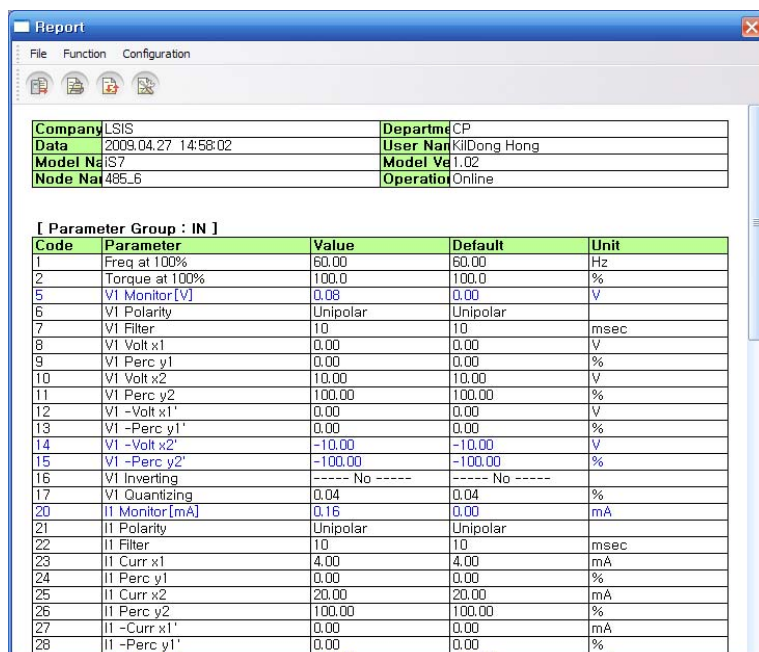 Report
File Function Configuration
Company LSIS Departme CP
Data 2009.04.27 14:58:02 User Nan KilDong Hong
Model Na iS7 Model Ve 1.02
Node Nar 485_6 Operation Online
[ Parameter Group : IN ]
Code Parameter Value Default Unit
1 Freq at 100% 60.00 60.00 Hz
2 Torque at 100% 100.0 100.0 %
5 V1 Monitor[V] 0.08 0.00 V
6 V1 Polarity Unipolar Unipolar
7 V1 Filter 10 10 msec
8 V1 Volt x1 0.00 0.00 V
9 V1 Perc y1 0.00 0.00 %
10 V1 Volt x2 10.00 10.00 V
11 V1 Perc y2 100.00 100.00 %
12 V1 -Volt x1' 0.00 0.00 V
13 V1 -Perc y1' 0.00 0.00 %
14 V1 -Volt x2' -10.00 -10.00 V
15 V1 -Perc y2' -100.00 -100.00 %
16 V1 Inverting ----- No ----- ----- No -----
17 V1 Quantizing 0.04 0.04 %
20 I1 Monitor[mA] 0.16 0.00 mA
21 I1 Polarity Unipolar Unipolar
22 I1 Filter 10 10 msec
23 I1 Curr x1 4.00 4.00 mA
24 I1 Perc y1 0.00 0.00 %
25 I1 Curr x2 20.00 20.00 mA
26 I1 Perc y2 100.00 100.00 %
27 I1 -Curr x1' 0.00 0.00 mA
28 I1 -Perc y1' 0.00 0.00 %